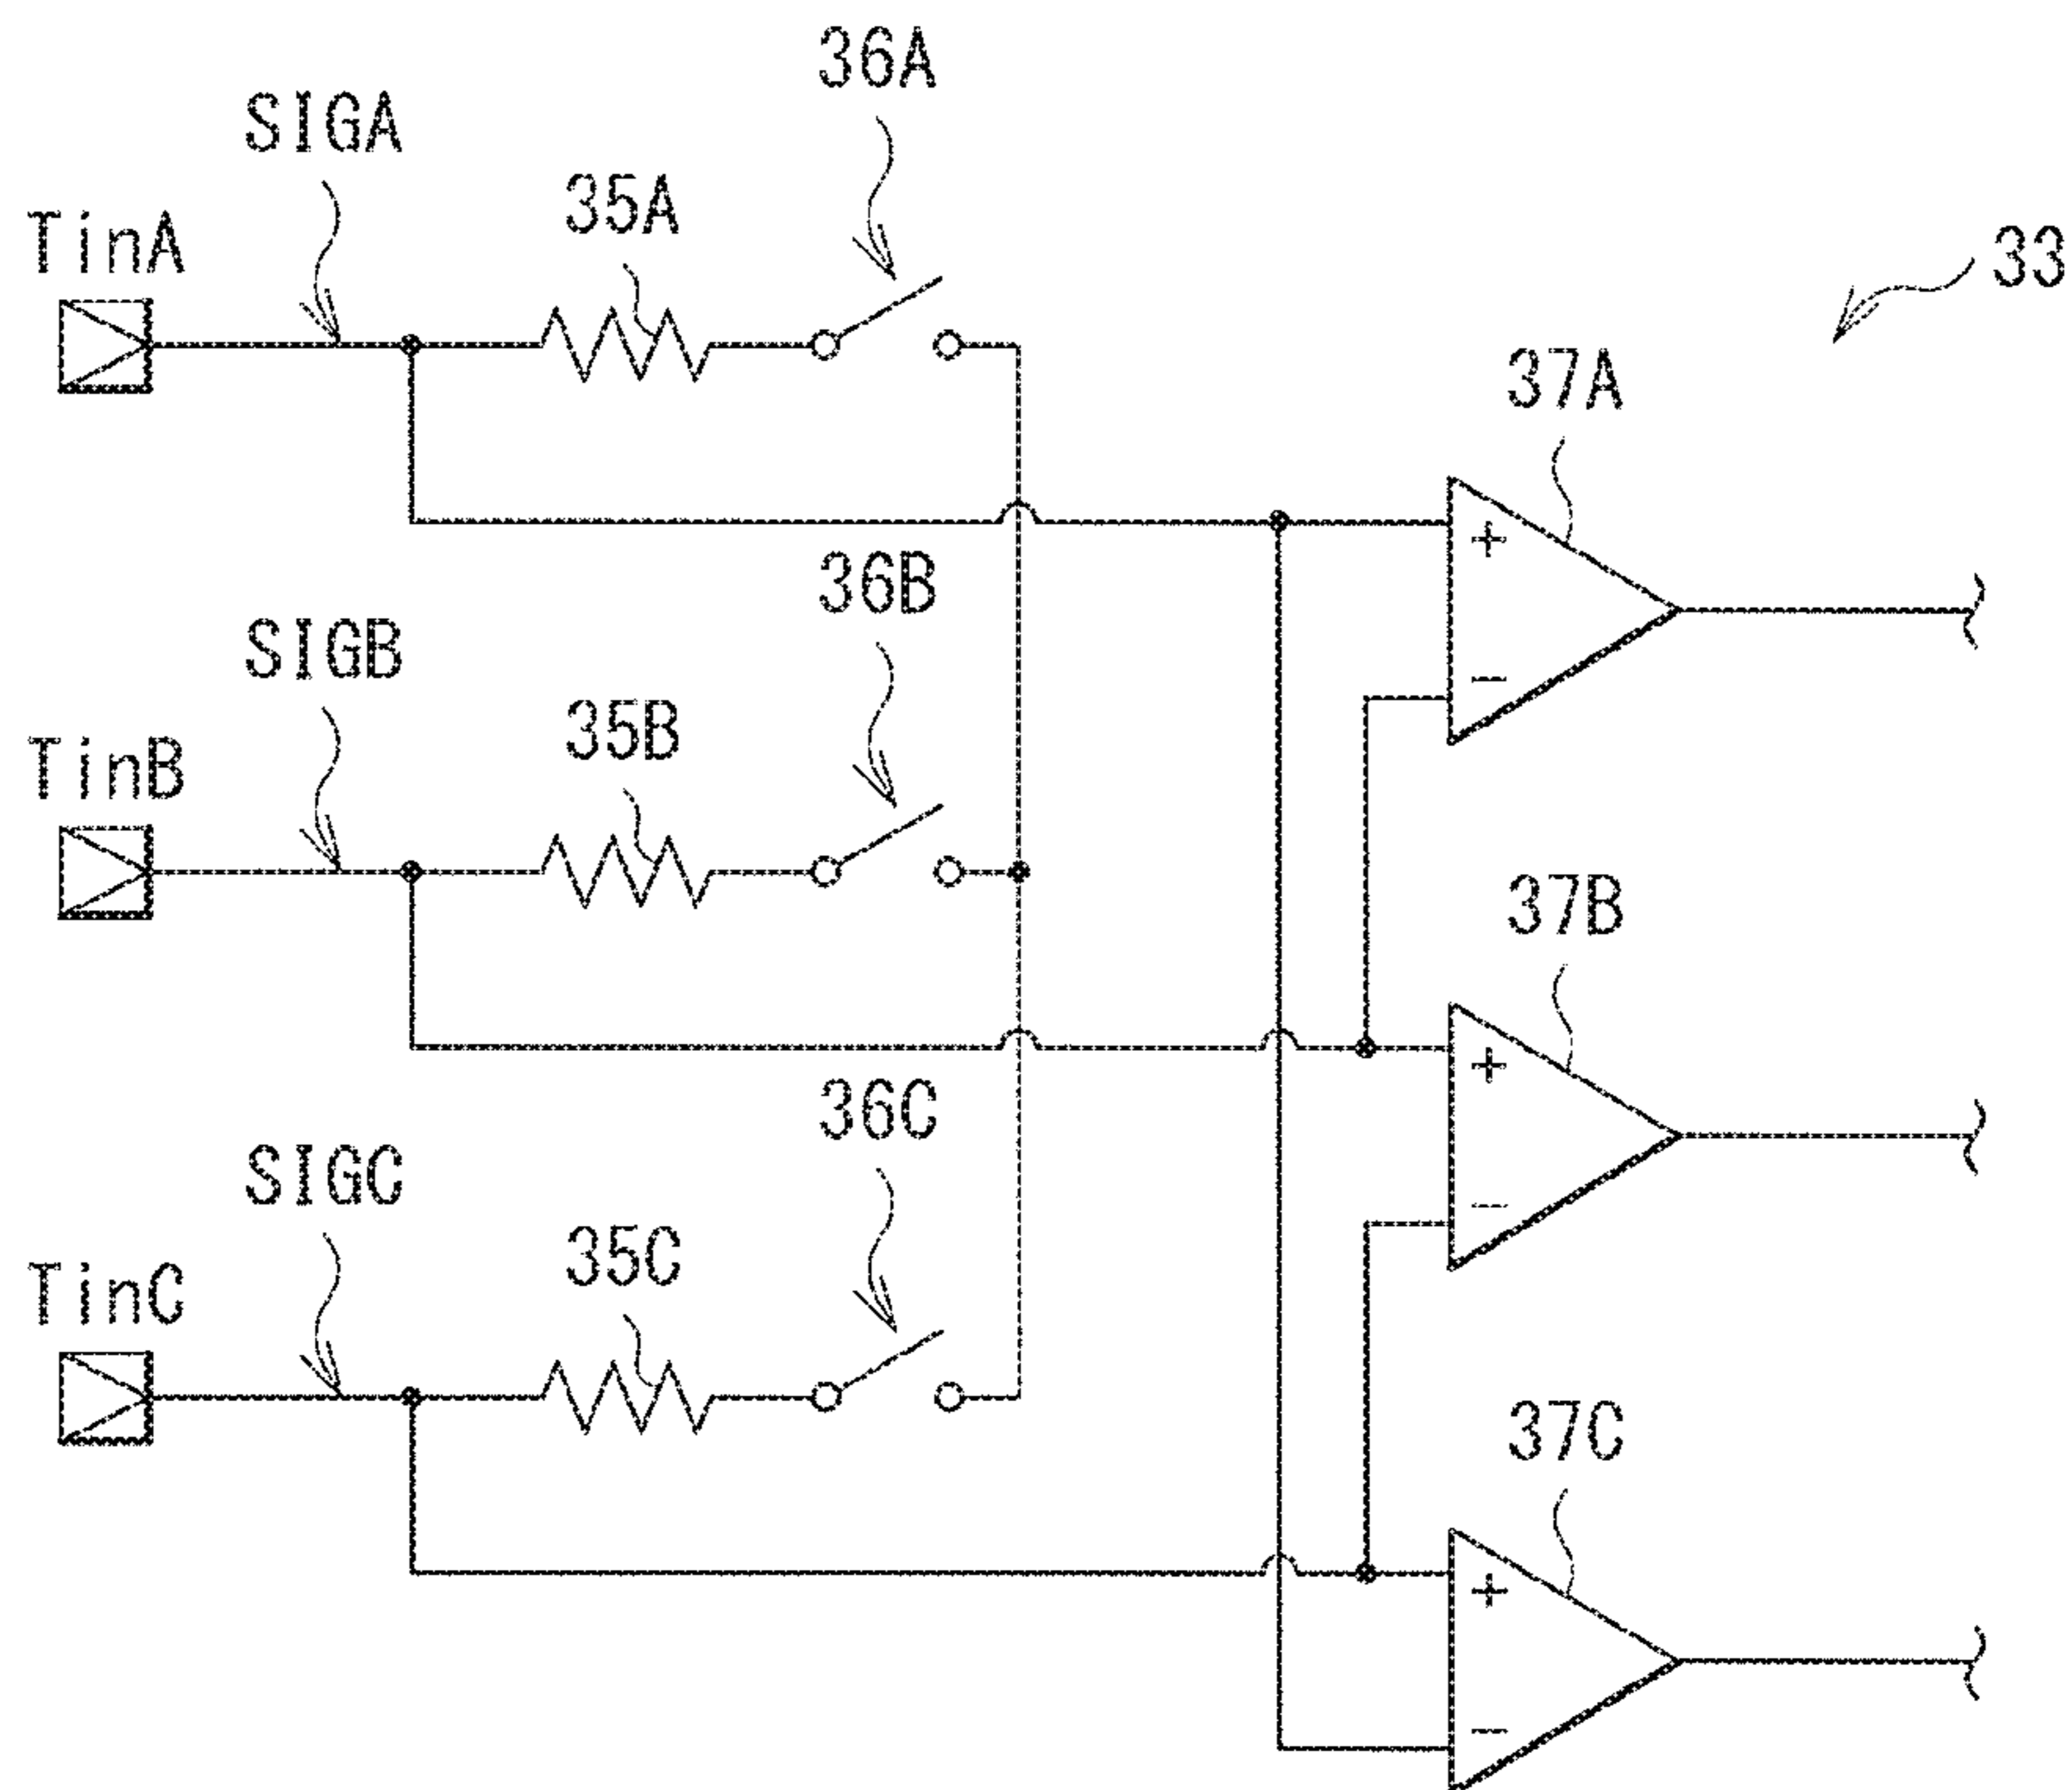 36A
SIGA
35A
TinA
33
37A
+
−
36B
SIGB
35B
TinB
37B
+
−
36C
SIGC
35C
TinC
37C
+
−